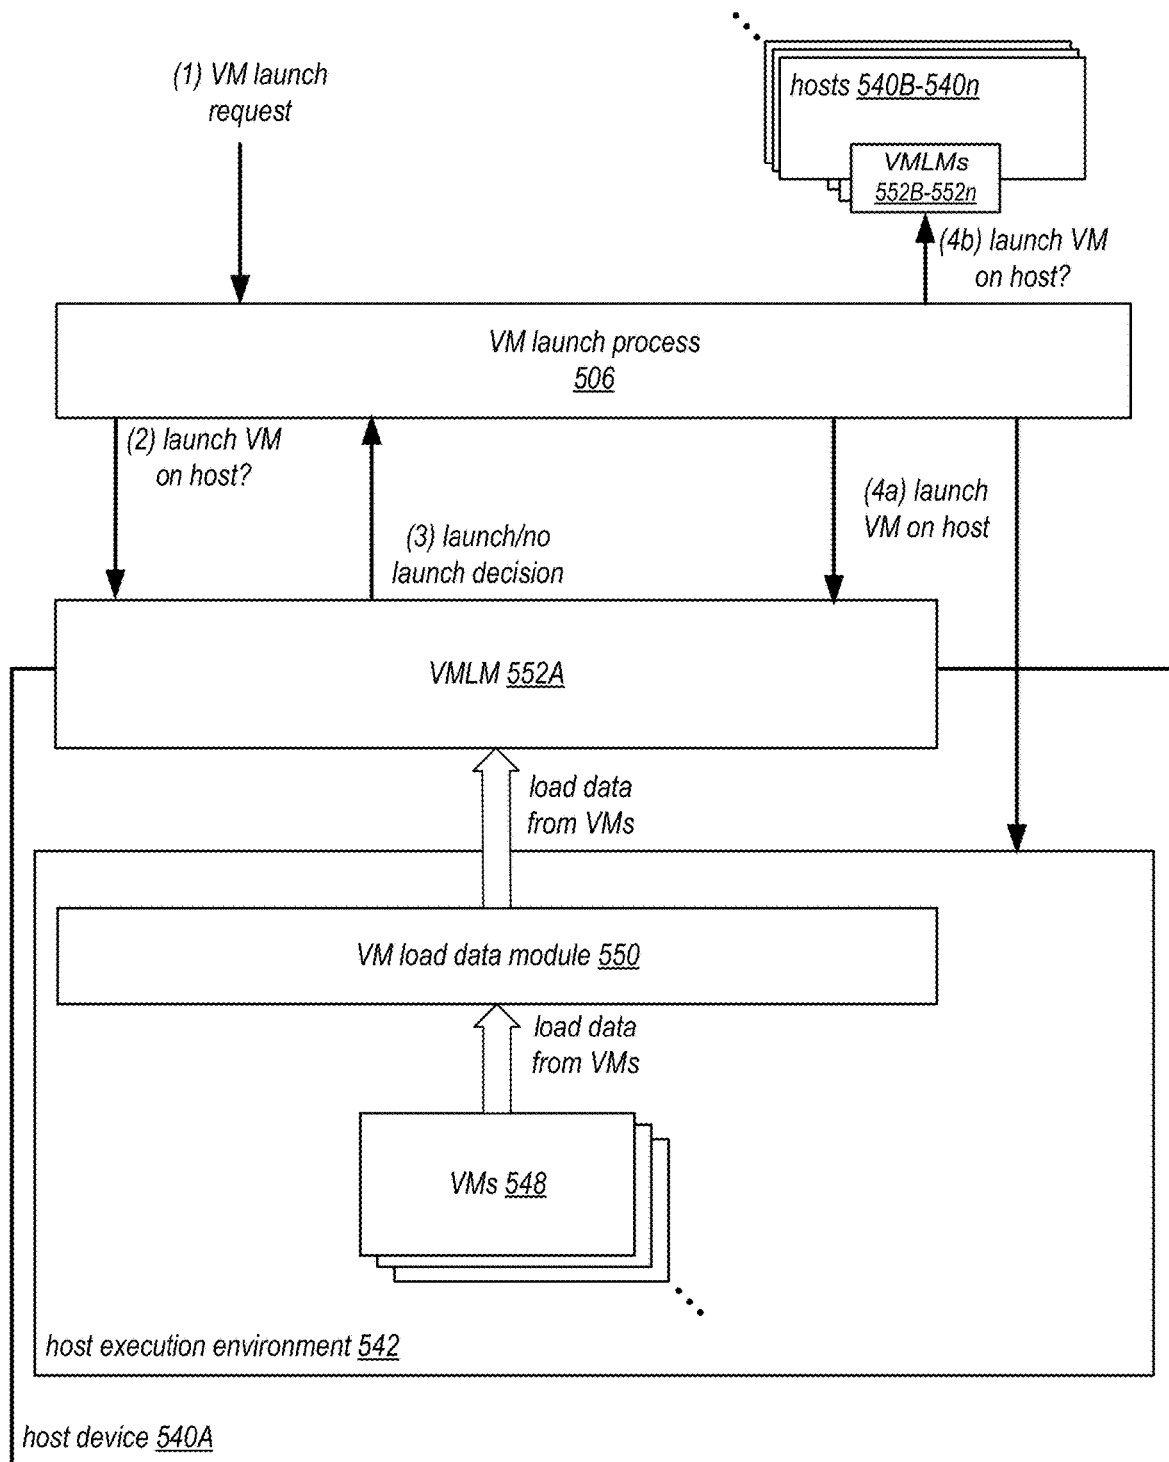 (1) VM launch
request
hosts 540B-540n
VMLMs
552B-552n
(4b) launch VM
on host?
VM launch process
506
(2) launch VM
on host?
(3) launch/no
launch decision
(4a) launch
VM on host
VMLM 552A
load data
from VMs
VM load data module 550
load data
from VMs
VMs 548
host execution environment 542
host device 540A